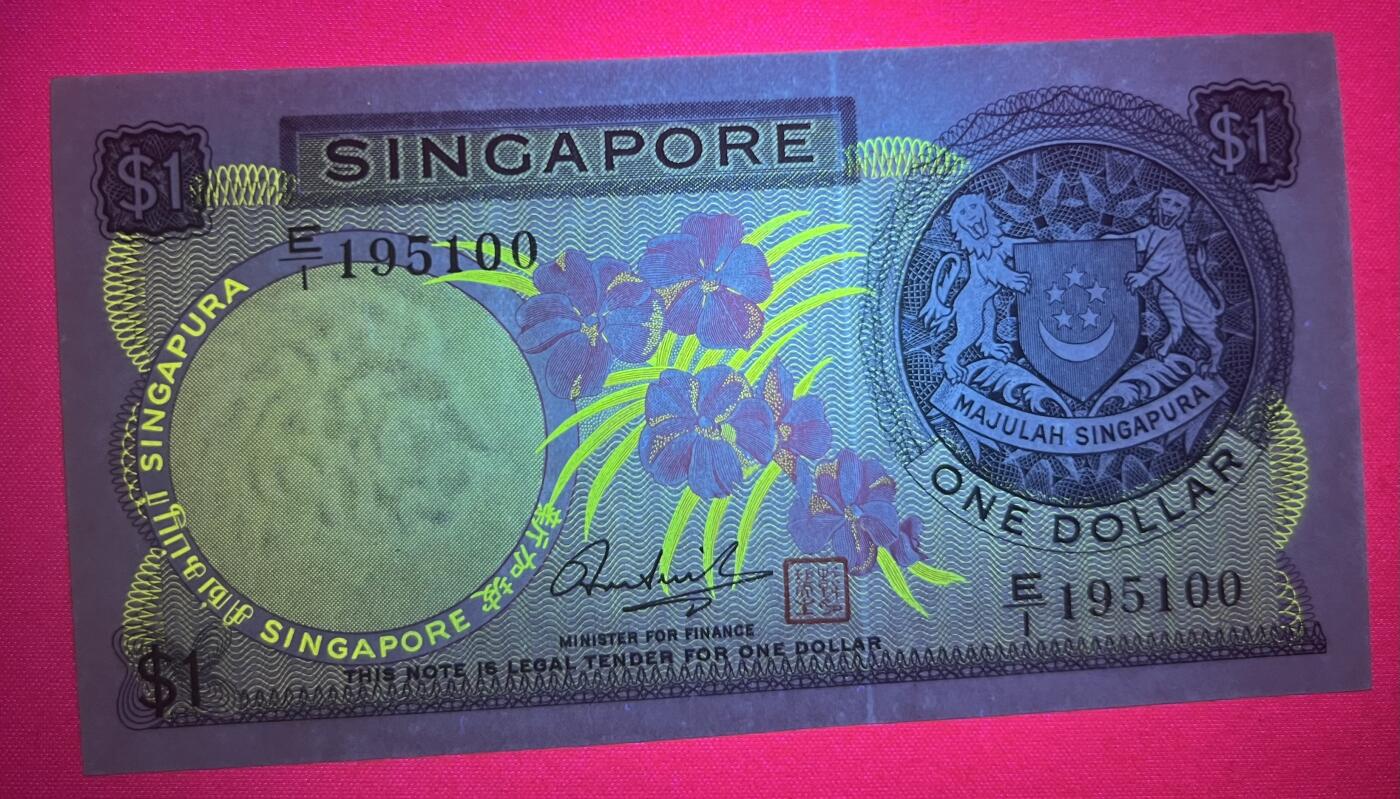 $1
SINGAPORE
$1
E/1 195100
SINGAPURA
சிங்கப்பூர்
SINGAPORE
新加坡
MAJULAH SINGAPURA
ONE DOLLAR
E/1 195100
MINISTER FOR FINANCE
THIS NOTE IS LEGAL TENDER FOR ONE DOLLAR
$1